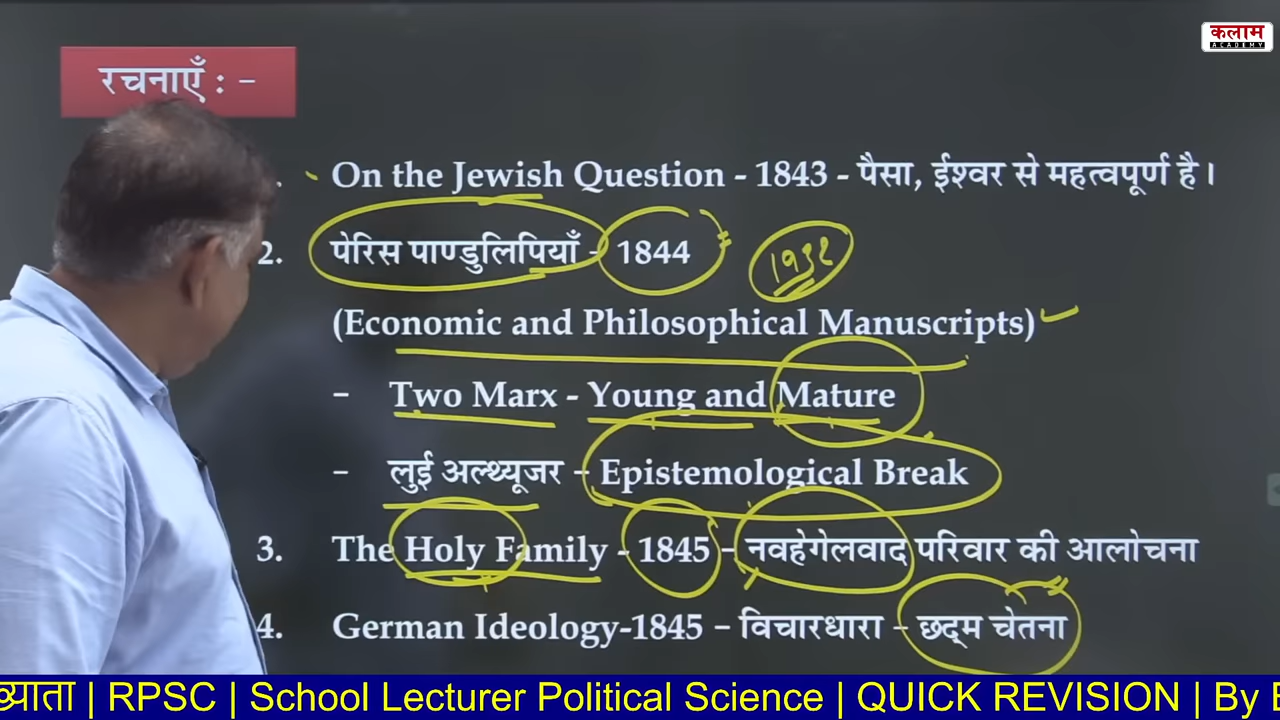 कलाम
ACADEMY
रचनाएँ : -
On the Jewish Question - 1843 - पैसा, ईश्वर से महत्वपूर्ण है।
2. पेरिस पाण्डुलिपियाँ - 1844 1932
(Economic and Philosophical Manuscripts)
- Two Marx - Young and Mature
- लुई अल्थ्यूजर - Epistemological Break
3. The Holy Family - 1845 - नवहेगेलवाद परिवार की आलोचना
4. German Ideology-1845 - विचारधारा - छद्म चेतना
ख्याता | RPSC | School Lecturer Political Science | QUICK REVISION | By